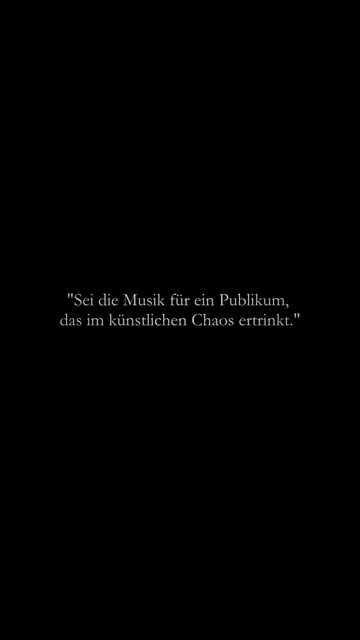 "Sei die Musik für ein Publikum,
das im künstlichen Chaos ertrinkt."